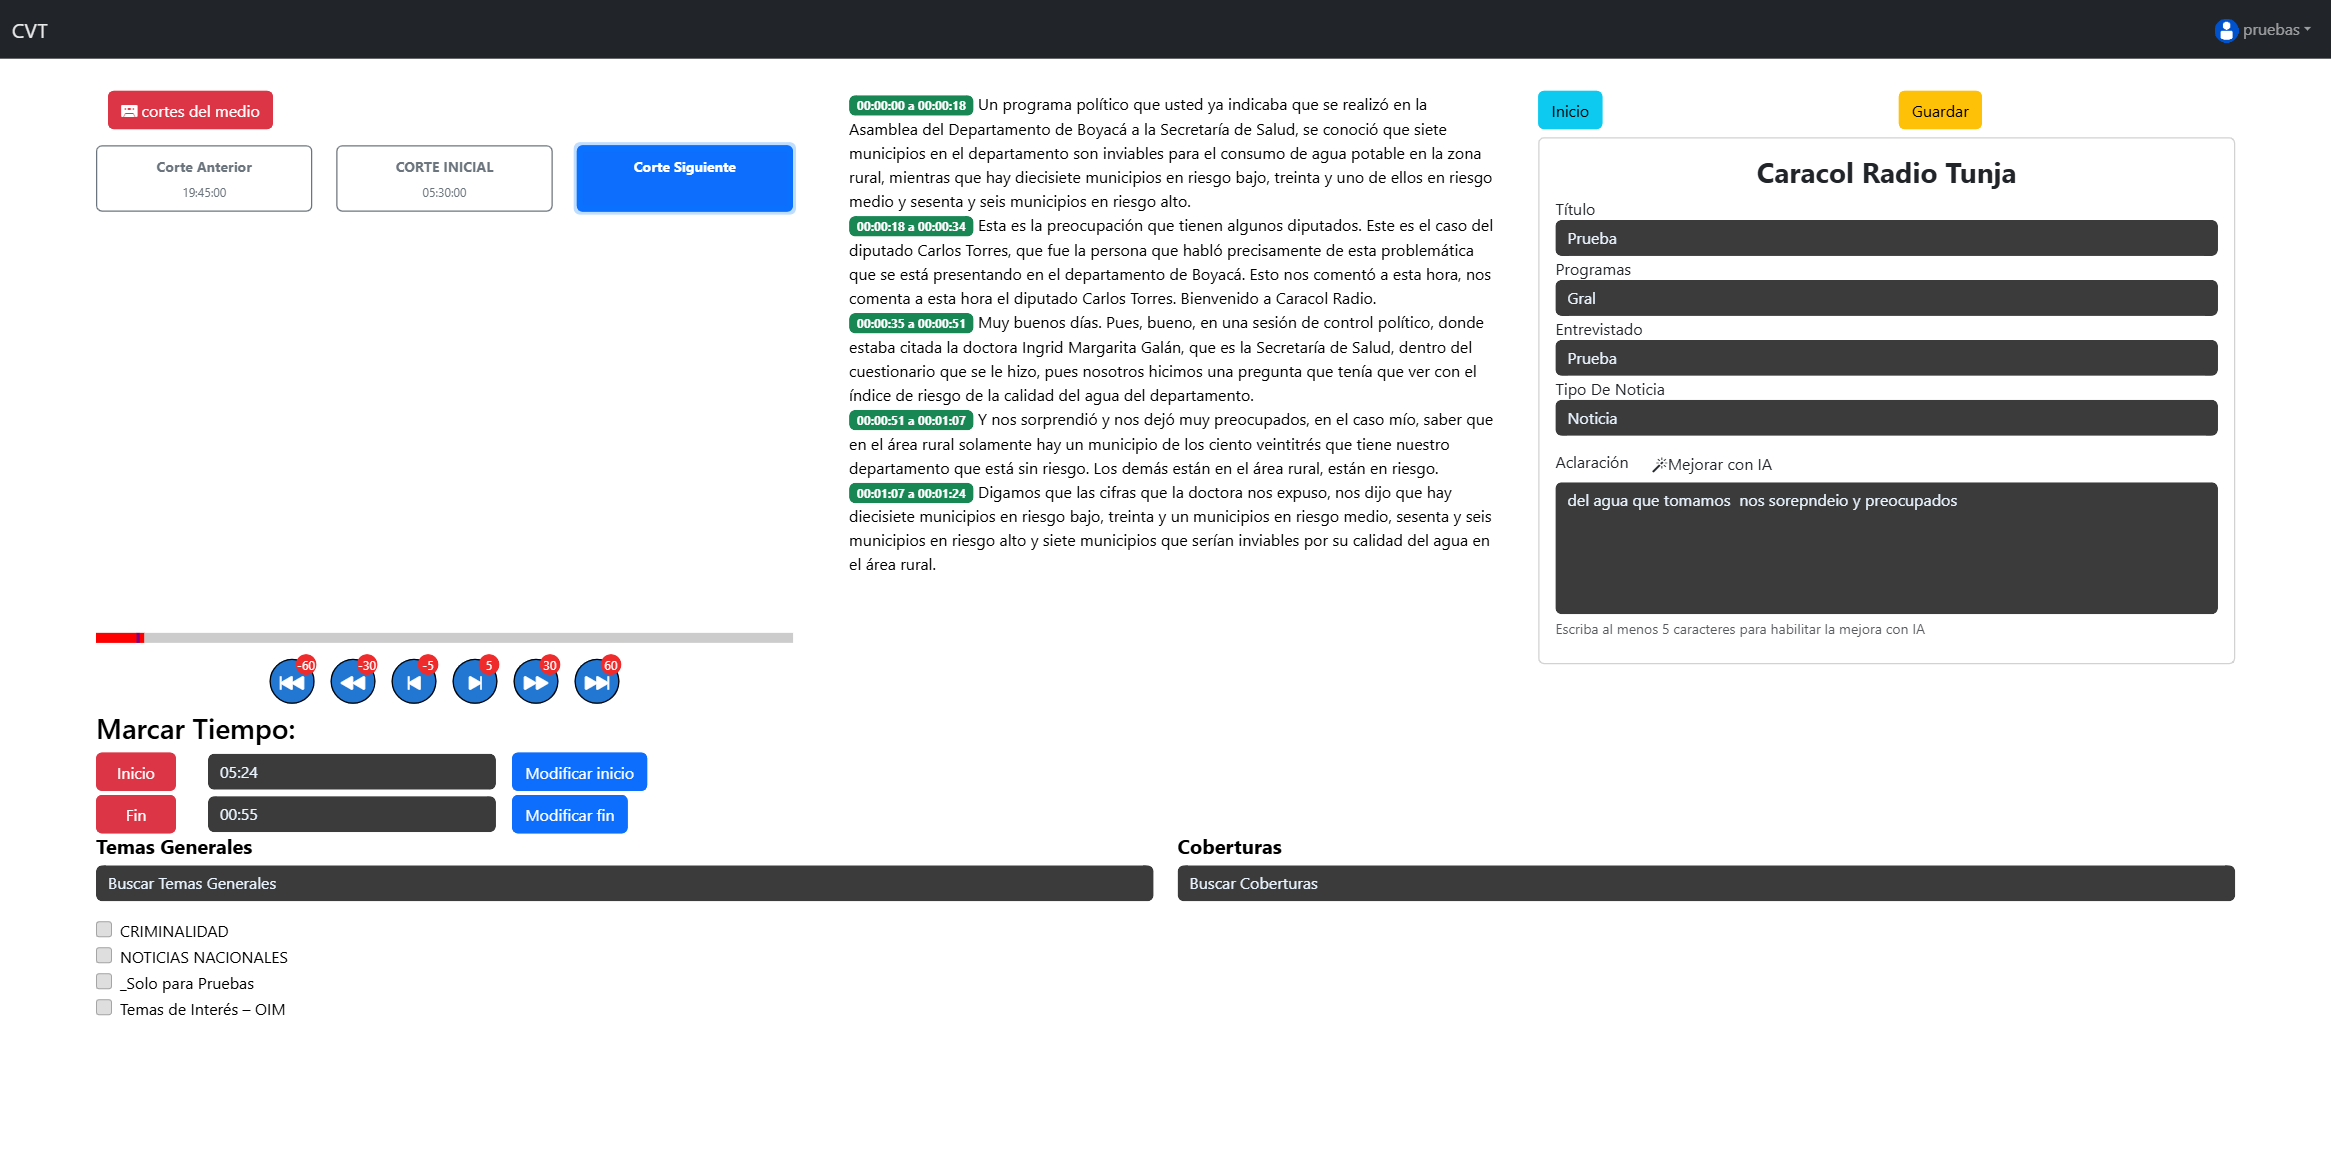 CVT
pruebas
cortes del medio
Corte Anterior
19:45:00
CORTE INICIAL
05:30:00
Corte Siguiente
-60
-30
-5
5
30
60
Marcar Tiempo:
Inicio
05:24
Modificar inicio
Fin
00:55
Modificar fin
00:00:00 a 00:00:18 Un programa político que usted ya indicaba que se realizó en la
Asamblea del Departamento de Boyacá a la Secretaría de Salud, se conoció que siete
municipios en el departamento son inviables para el consumo de agua potable en la zona
rural, mientras que hay diecisiete municipios en riesgo bajo, treinta y uno de ellos en riesgo
medio y sesenta y seis municipios en riesgo alto.
00:00:18 a 00:00:34 Esta es la preocupación que tienen algunos diputados. Este es el caso del
diputado Carlos Torres, que fue la persona que habló precisamente de esta problemática
que se está presentando en el departamento de Boyacá. Esto nos comentó a esta hora, nos
comenta a esta hora el diputado Carlos Torres. Bienvenido a Caracol Radio.
00:00:35 a 00:00:51 Muy buenos días. Pues, bueno, en una sesión de control político, donde
estaba citada la doctora Ingrid Margarita Galán, que es la Secretaría de Salud, dentro del
cuestionario que se le hizo, pues nosotros hicimos una pregunta que tenía que ver con el
índice de riesgo de la calidad del agua del departamento.
00:00:51 a 00:01:07 Y nos sorprendió y nos dejó muy preocupados, en el caso mío, saber que
en el área rural solamente hay un municipio de los ciento veintitrés que tiene nuestro
departamento que está sin riesgo. Los demás están en el área rural, están en riesgo.
00:01:07 a 00:01:24 Digamos que las cifras que la doctora nos expuso, nos dijo que hay
diecisiete municipios en riesgo bajo, treinta y un municipios en riesgo medio, sesenta y seis
municipios en riesgo alto y siete municipios que serían inviables por su calidad del agua en
el área rural.
Inicio
Guardar
Caracol Radio Tunja
Título
Prueba
Programas
Gral
Entrevistado
Prueba
Tipo De Noticia
Noticia
Aclaración
Mejorar con IA
del agua que tomamos  nos sorepndeio y preocupados
Escriba al menos 5 caracteres para habilitar la mejora con IA
Temas Generales
Buscar Temas Generales
CRIMINALIDAD
NOTICIAS NACIONALES
_Solo para Pruebas
Temas de Interés – OIM
Coberturas
Buscar Coberturas